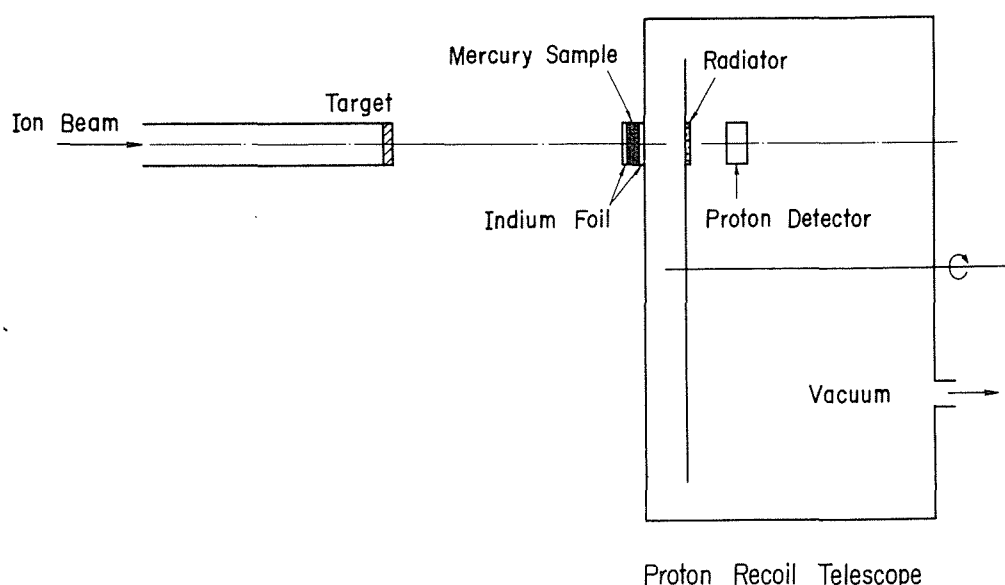 Mercury Sample
Radiator
Target
Ion Beam
Indium Foil
Proton Detector
Vacuum
Proton Recoil Telescope